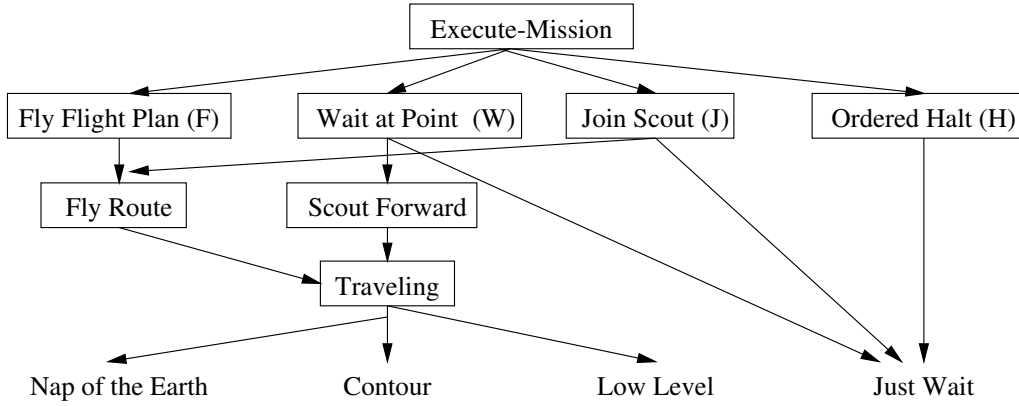 Execute-Mission
Fly Flight Plan (F)
Wait at Point (W)
Join Scout (J)
Ordered Halt (H)
Fly Route
Scout Forward
Traveling
Nap of the Earth
Contour
Low Level
Just Wait